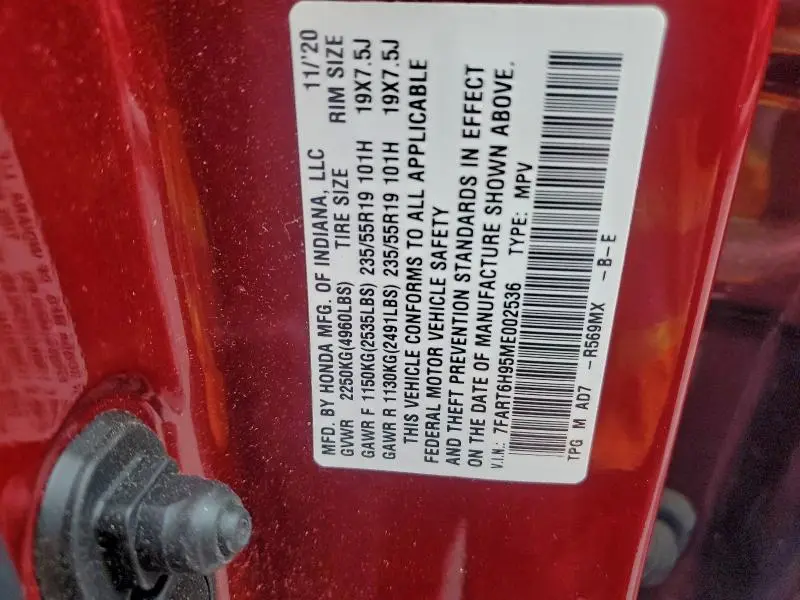 MFD. BY HONDA MFG. OF INDIANA, LLC 11/'20
GVWR 2250KG(4960LBS) TIRE SIZE RIM SIZE
GAWR F 1150KG(2535LBS) 235/55R19 101H 19X7.5J
GAWR R 1130KG(2491LBS) 235/55R19 101H 19X7.5J
THIS VEHICLE CONFORMS TO ALL APPLICABLE
FEDERAL MOTOR VEHICLE SAFETY
AND THEFT PREVENTION STANDARDS IN EFFECT
ON THE DATE OF MANUFACTURE SHOWN ABOVE.
V.I.N.: 7FART6H95ME002536 TYPE: MPV
TPG M AD7 -R569MX -B-E